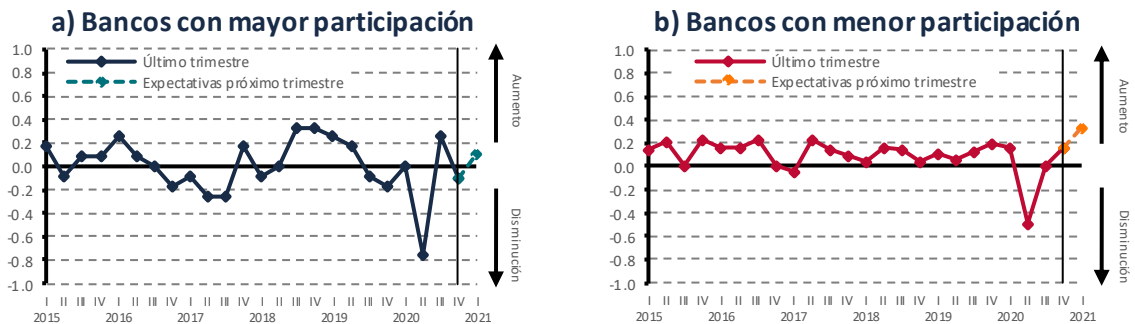 a) Bancos con mayor participación
1.0
0.8
0.6
0.4
0.2
0.0
-0.2
-0.4
-0.6
-0.8
-1.0
Último trimestre
Expectativas próximo trimestre
Aumento
Disminución
I II III IV I II III IV I II III IV I II III IV I II III IV I II III IV I
2015 2016 2017 2018 2019 2020 2021
b) Bancos con menor participación
1.0
0.8
0.6
0.4
0.2
0.0
-0.2
-0.4
-0.6
-0.8
-1.0
Último trimestre
Expectativas próximo trimestre
Aumento
Disminución
I II III IV I II III IV I II III IV I II III IV I II III IV I II III IV I
2015 2016 2017 2018 2019 2020 2021